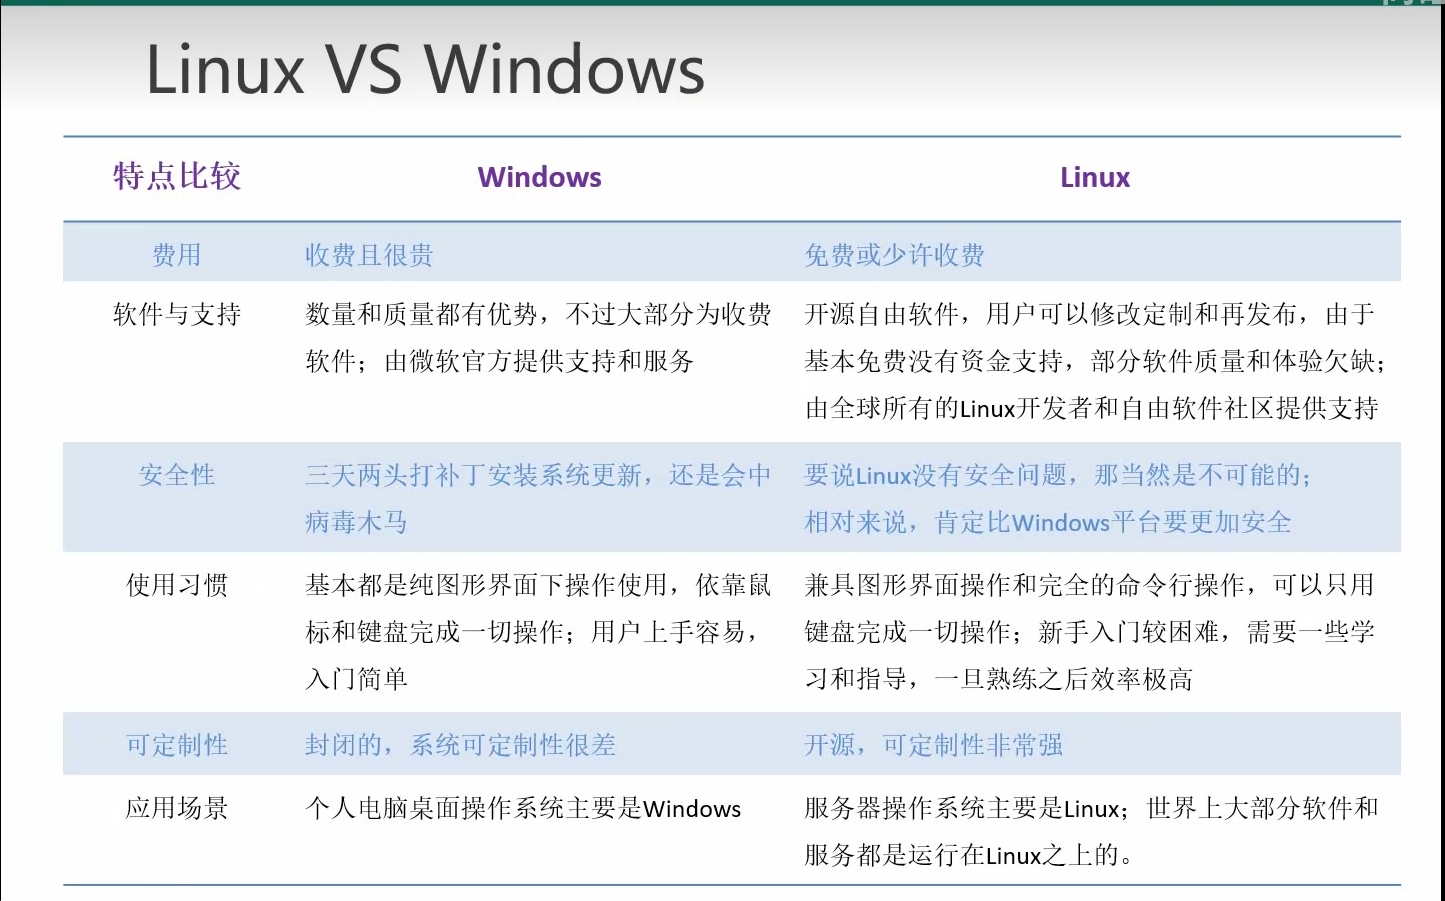 Linux VS Windows
特点比较 Windows Linux
费用 收费且很贵 免费或少许收费
软件与支持 数量和质量都有优势，不过大部分为收费 开源自由软件，用户可以修改定制和再发布，由于
软件；由微软官方提供支持和服务 基本免费没有资金支持，部分软件质量和体验欠缺；
由全球所有的Linux开发者和自由软件社区提供支持
安全性 三天两头打补丁安装系统更新，还是会中 要说Linux没有安全问题，那当然是不可能的；
病毒木马 相对来说，肯定比Windows平台要更加安全
使用习惯 基本都是纯图形界面下操作使用，依靠鼠 兼具图形界面操作和完全的命令行操作，可以只用
标和键盘完成一切操作；用户上手容易， 键盘完成一切操作；新手入门较困难，需要一些学
入门简单 习和指导，一旦熟练之后效率极高
可定制性 封闭的，系统可定制性很差 开源，可定制性非常强
应用场景 个人电脑桌面操作系统主要是Windows 服务器操作系统主要是Linux；世界上大部分软件和
服务都是运行在Linux之上的。